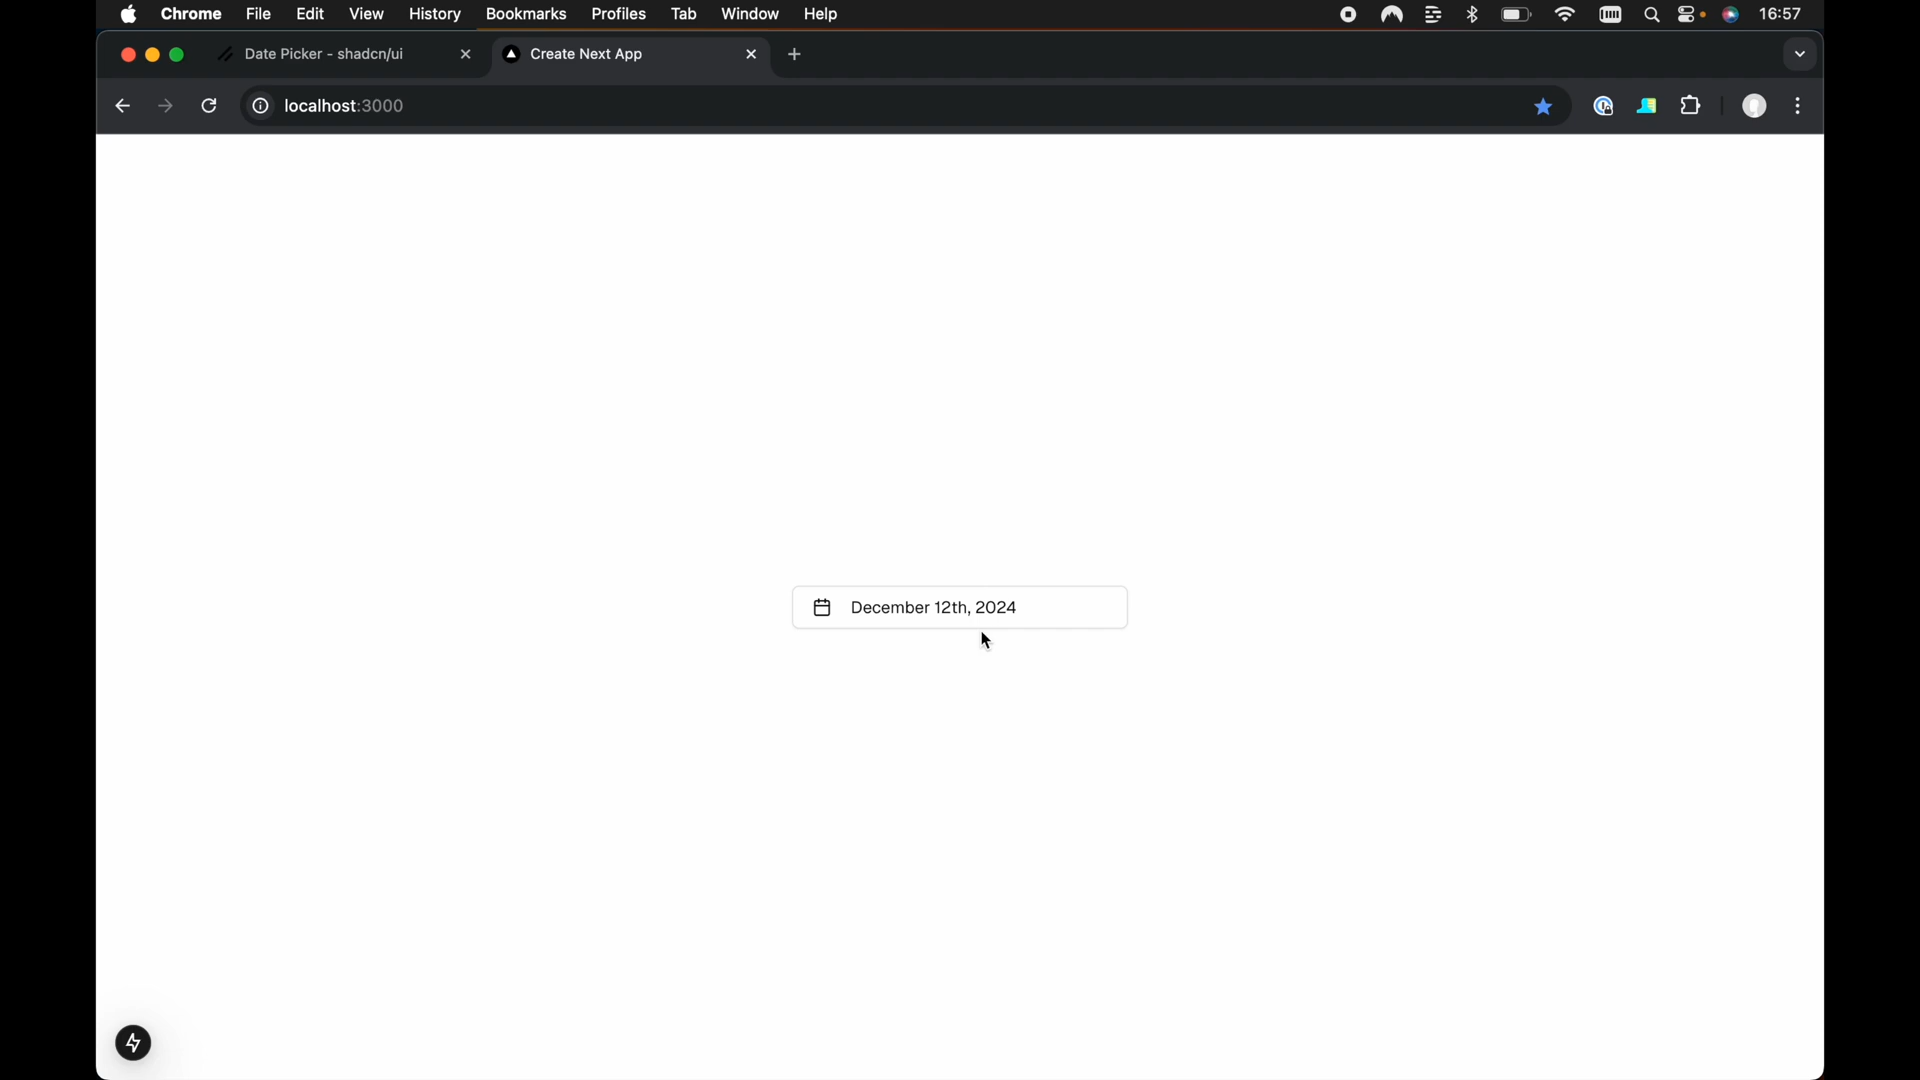 Chrome File Edit View History Bookmarks Profiles Tab Window Help 16:57
Date Picker - shadcn/ui Create Next App
localhost:3000
December 12th, 2024